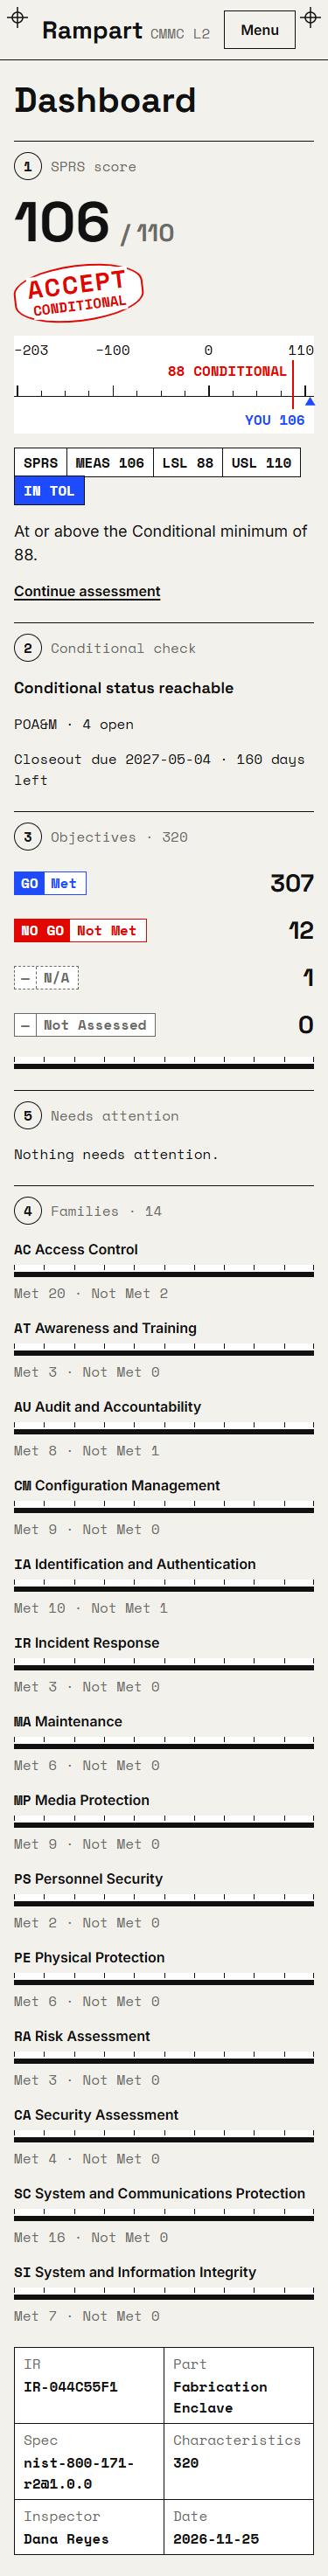 Rampart CMMC L2 Menu
Dashboard
1 SPRS score
106 / 110
ACCEPT
CONDITIONAL
-203 -100 0 110
88 CONDITIONAL
YOU 106
SPRS MEAS 106 LSL 88 USL 110
IN TOL
At or above the Conditional minimum of
88.
Continue assessment
2 Conditional check
Conditional status reachable
POA&M · 4 open
Closeout due 2027-05-04 · 160 days
left
3 Objectives · 320
GO Met 307
NO GO Not Met 12
— N/A 1
— Not Assessed 0
5 Needs attention
Nothing needs attention.
4 Families · 14
AC Access Control
Met 20 · Not Met 2
AT Awareness and Training
Met 3 · Not Met 0
AU Audit and Accountability
Met 8 · Not Met 1
CM Configuration Management
Met 9 · Not Met 0
IA Identification and Authentication
Met 10 · Not Met 1
IR Incident Response
Met 3 · Not Met 0
MA Maintenance
Met 6 · Not Met 0
MP Media Protection
Met 9 · Not Met 0
PS Personnel Security
Met 2 · Not Met 0
PE Physical Protection
Met 6 · Not Met 0
RA Risk Assessment
Met 3 · Not Met 0
CA Security Assessment
Met 4 · Not Met 0
SC System and Communications Protection
Met 16 · Not Met 0
SI System and Information Integrity
Met 7 · Not Met 0
IR Part
IR-044C55F1 Fabrication
Enclave
Spec Characteristics
nist-800-171- 320
r2@1.0.0
Inspector Date
Dana Reyes 2026-11-25